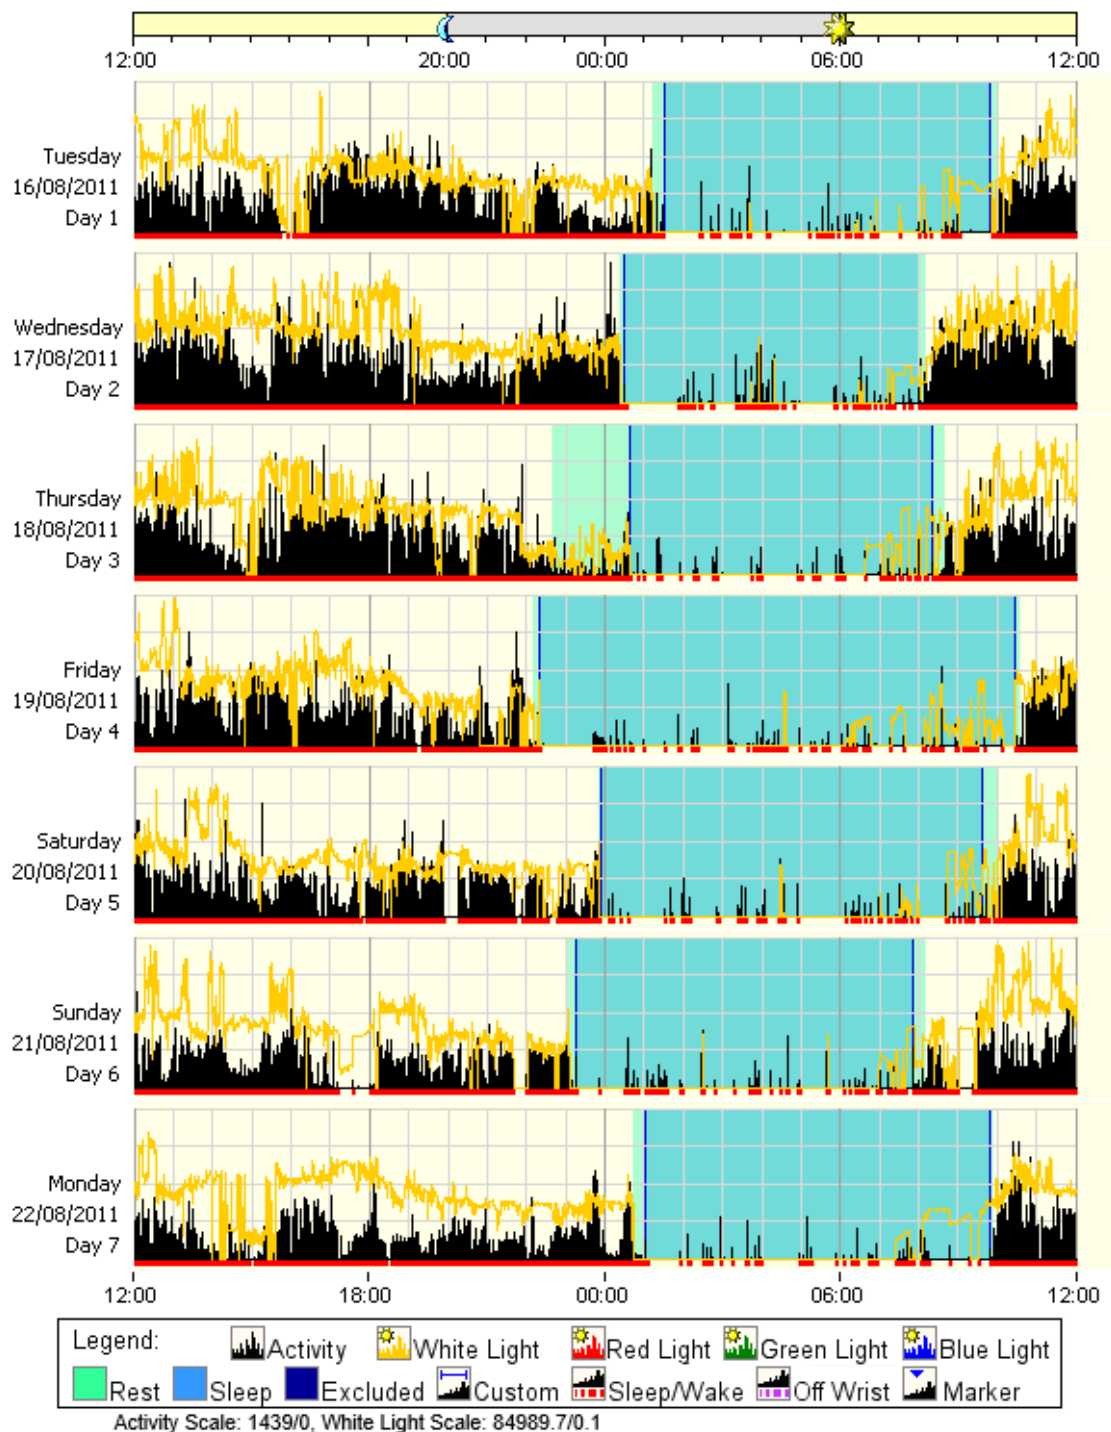 12:00 20:00 00:00 06:00 12:00
Tuesday
16/08/2011
Day 1
Wednesday
17/08/2011
Day 2
Thursday
18/08/2011
Day 3
Friday
19/08/2011
Day 4
Saturday
20/08/2011
Day 5
Sunday
21/08/2011
Day 6
Monday
22/08/2011
Day 7
12:00 18:00 00:00 06:00 12:00
Legend: Activity White Light Red Light Green Light Blue Light
Rest Sleep Excluded Custom Sleep/Wake Off Wrist Marker
Activity Scale: 1439/0, White Light Scale: 84989.7/0.1